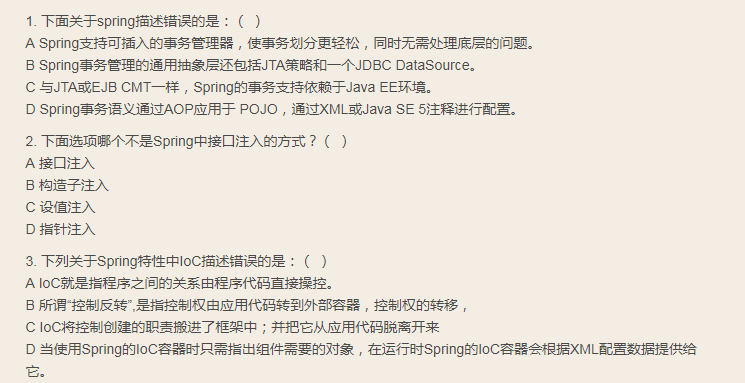 1. 下面关于spring描述错误的是：（  ）
A Spring支持可插入的事务管理器，使事务划分更轻松，同时无需处理底层的问题。
B Spring事务管理的通用抽象层还包括JTA策略和一个JDBC DataSource。
C 与JTA或EJB CMT一样，Spring的事务支持依赖于Java EE环境。
D Spring事务语义通过AOP应用于 POJO，通过XML或Java SE 5注释进行配置。
2. 下面选项哪个不是Spring中接口注入的方式？（  ）
A 接口注入
B 构造子注入
C 设值注入
D 指针注入
3. 下列关于Spring特性中IoC描述错误的是：（  ）
A IoC就是指程序之间的关系由程序代码直接操控。
B 所谓“控制反转”,是指控制权由应用代码转到外部容器，控制权的转移，
C IoC将控制创建的职责搬进了框架中；并把它从应用代码脱离开来
D 当使用Spring的IoC容器时只需指出组件需要的对象，在运行时Spring的IoC容器会根据XML配置数据提供给
它。